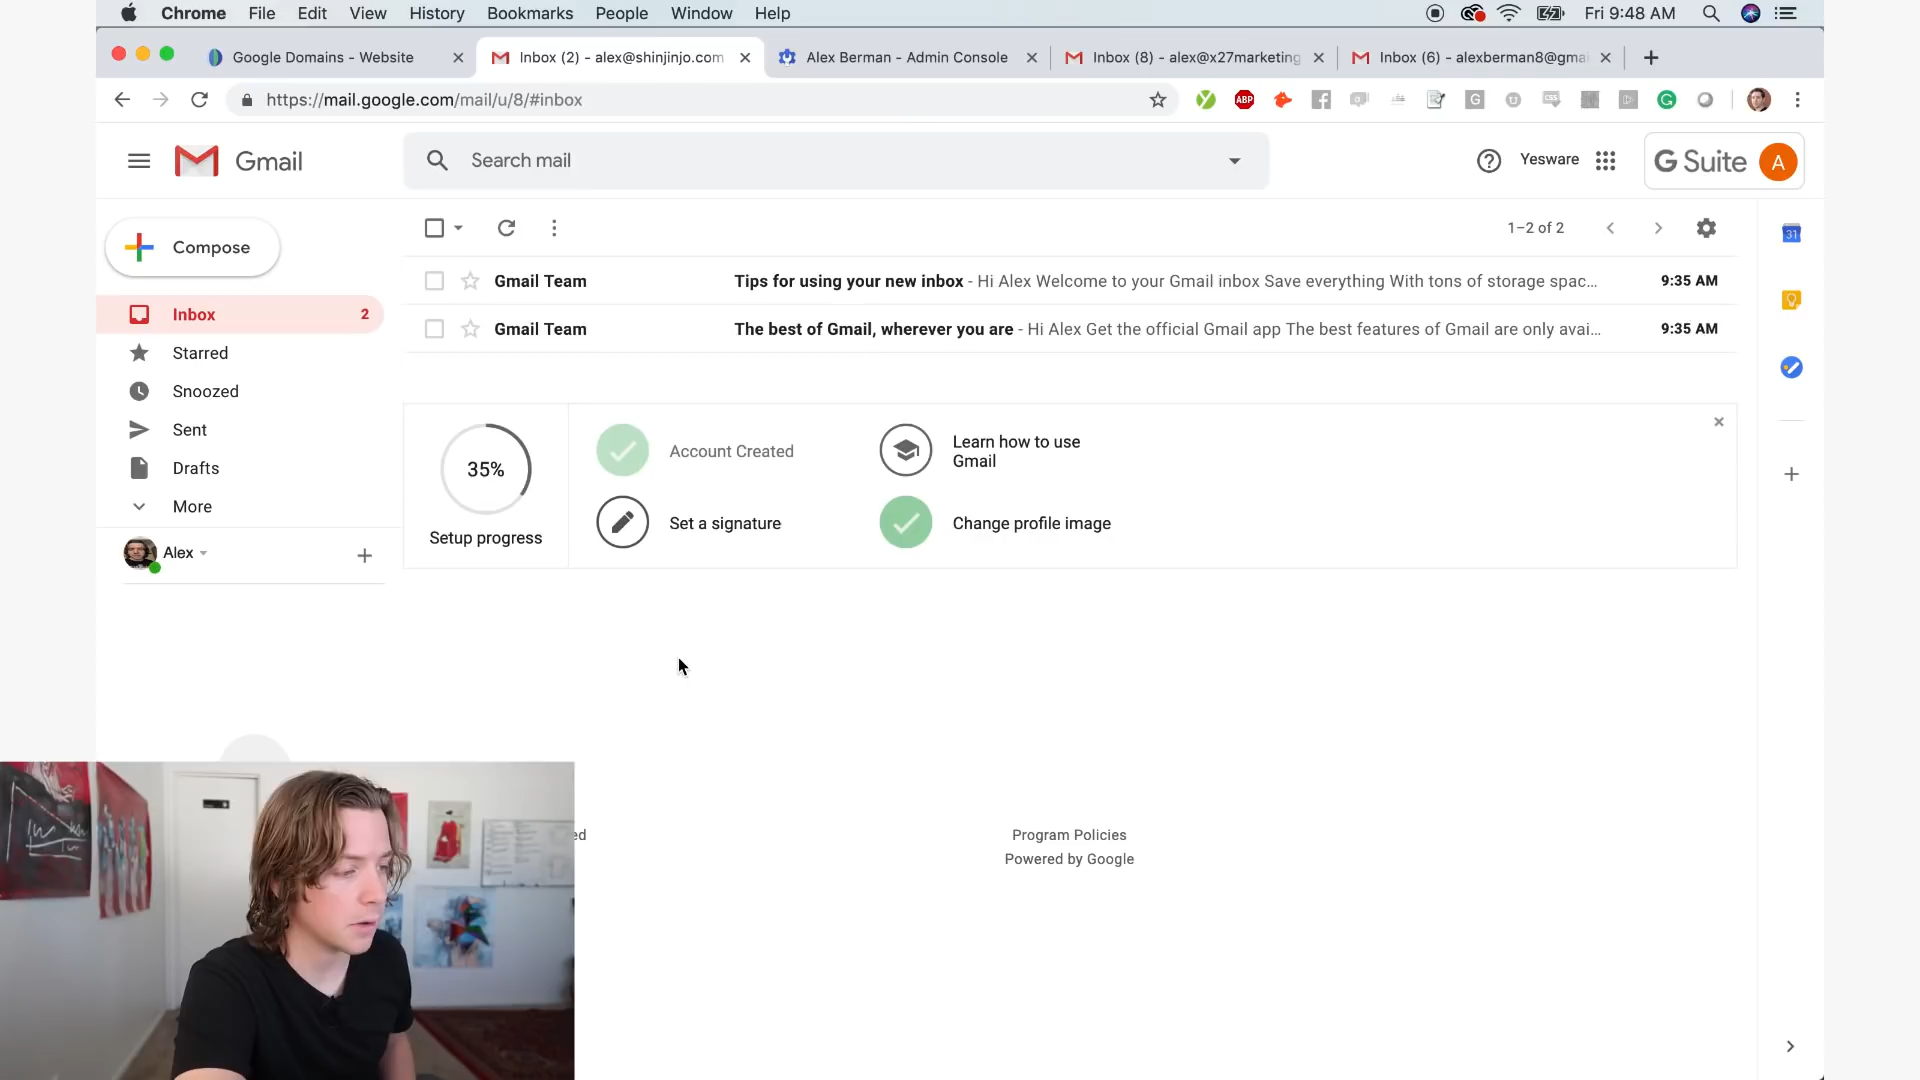 Chrome File Edit View History Bookmarks People Window Help Fri 9:48 AM
Google Domains - Website
Inbox (2) - alex@shinjinjo.com
Alex Berman - Admin Console
Inbox (8) - alex@x27marketing
Inbox (6) - alexberman8@gmai
https://mail.google.com/mail/u/8/#inbox
ABP
Gmail
Search mail
Yesware
G Suite A
Compose
1–2 of 2
31
Gmail Team Tips for using your new inbox - Hi Alex Welcome to your Gmail inbox Save everything With tons of storage spac... 9:35 AM
Gmail Team The best of Gmail, wherever you are - Hi Alex Get the official Gmail app The best features of Gmail are only avai... 9:35 AM
Inbox 2
Starred
Snoozed
Sent
Drafts
More
Alex
35%
Setup progress
Account Created
Learn how to use
Gmail
Set a signature
Change profile image
ed
Program Policies
Powered by Google